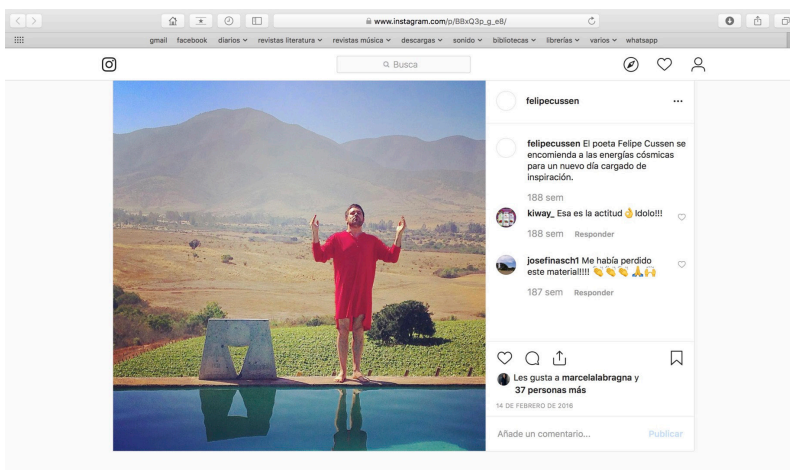 www.instagram.com/p/BBxQ3p_g_e8/
gmail facebook diarios revistas literatura revistas música descargas sonido bibliotecas librerías varios whatsapp
Busca
felipecussen
felipecussen El poeta Felipe Cussen se
encomienda a las energías cósmicas
para un nuevo día cargado de
inspiración.
188 sem
kiway_ Esa es la actitud 👌 Idolo!!!
188 sem Responder
josefinasch1 Me había perdido
este material!!!! 👏👏👏🙏🙌
187 sem Responder
Les gusta a marcelalabragna y
37 personas más
14 DE FEBRERO DE 2016
Añade un comentario... Publicar